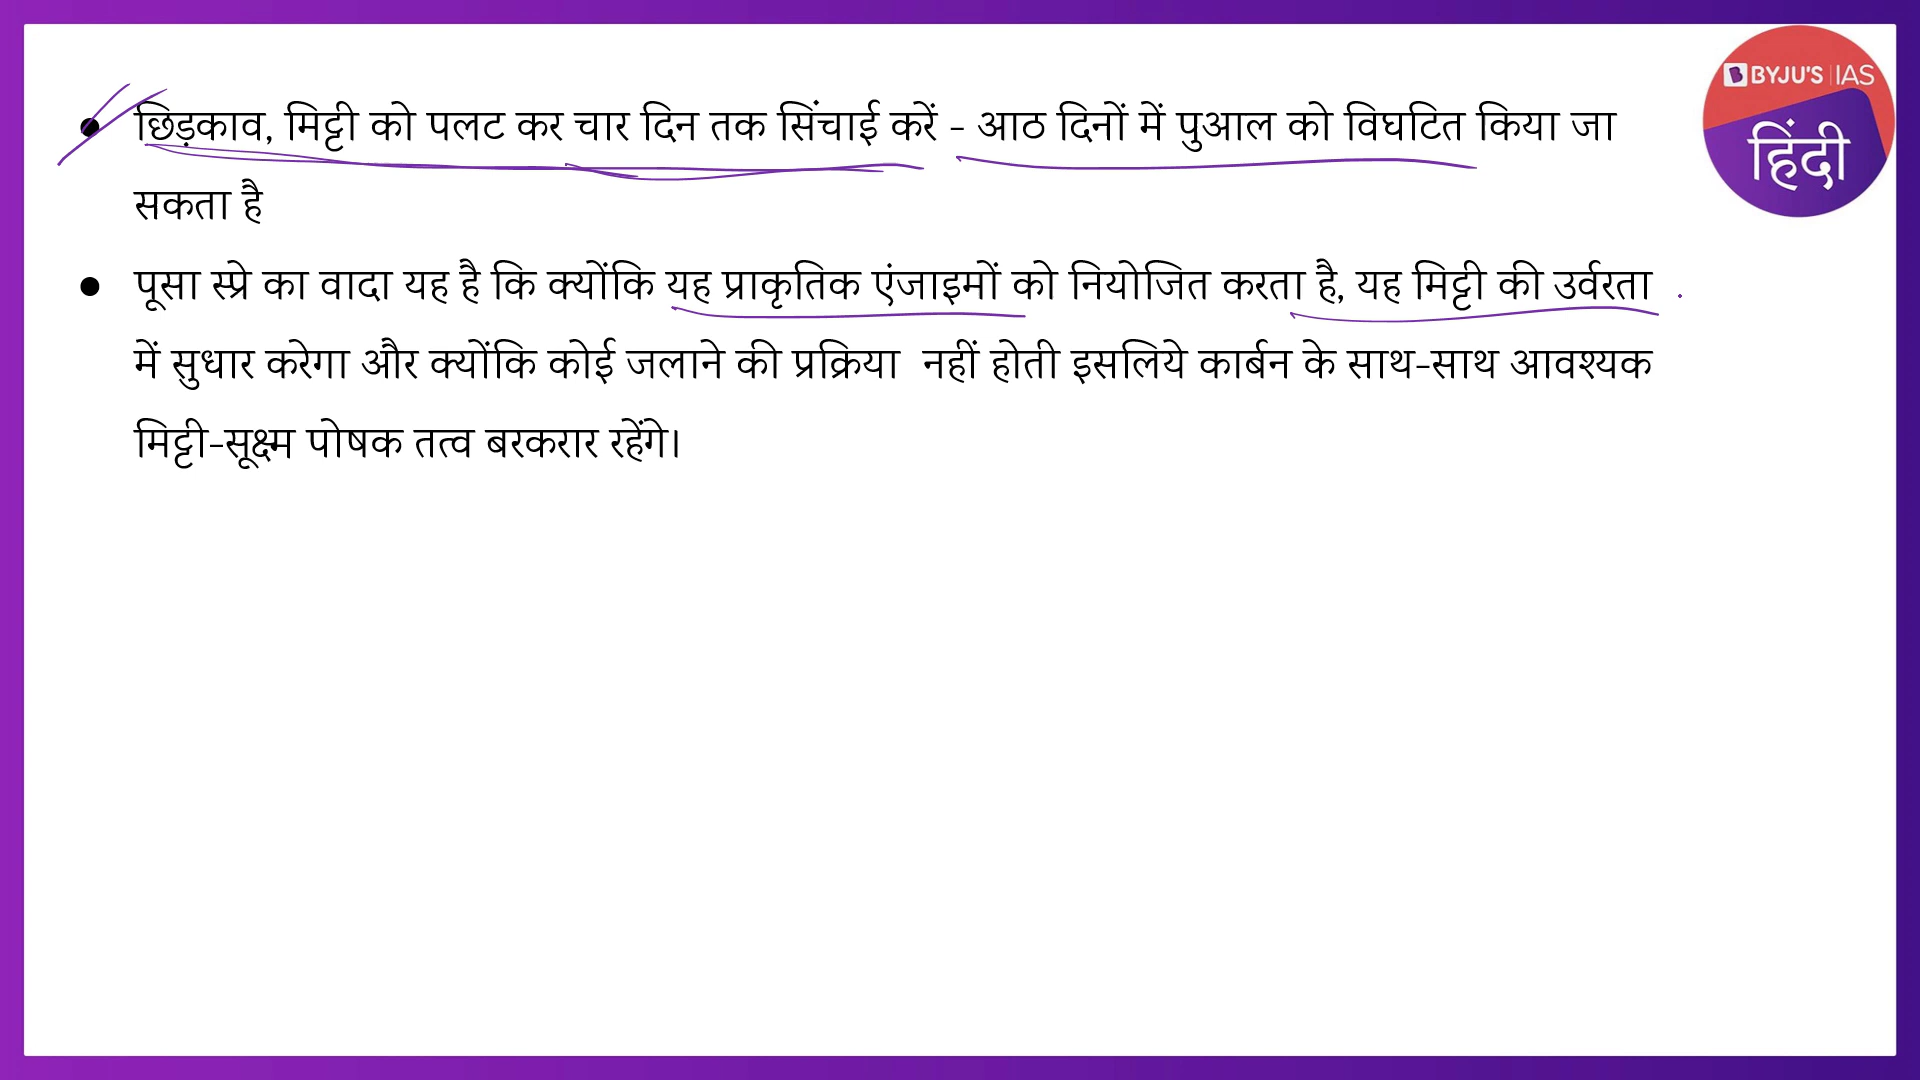 BYJU'S IAS
हिंदी
● छिड़काव, मिट्टी को पलट कर चार दिन तक सिंचाई करें - आठ दिनों में पुआल को विघटित किया जा
सकता है
● पूसा स्प्रे का वादा यह है कि क्योंकि यह प्राकृतिक एंजाइमों को नियोजित करता है, यह मिट्टी की उर्वरता
में सुधार करेगा और क्योंकि कोई जलाने की प्रक्रिया नहीं होती इसलिये कार्बन के साथ-साथ आवश्यक
मिट्टी-सूक्ष्म पोषक तत्व बरकरार रहेंगे।